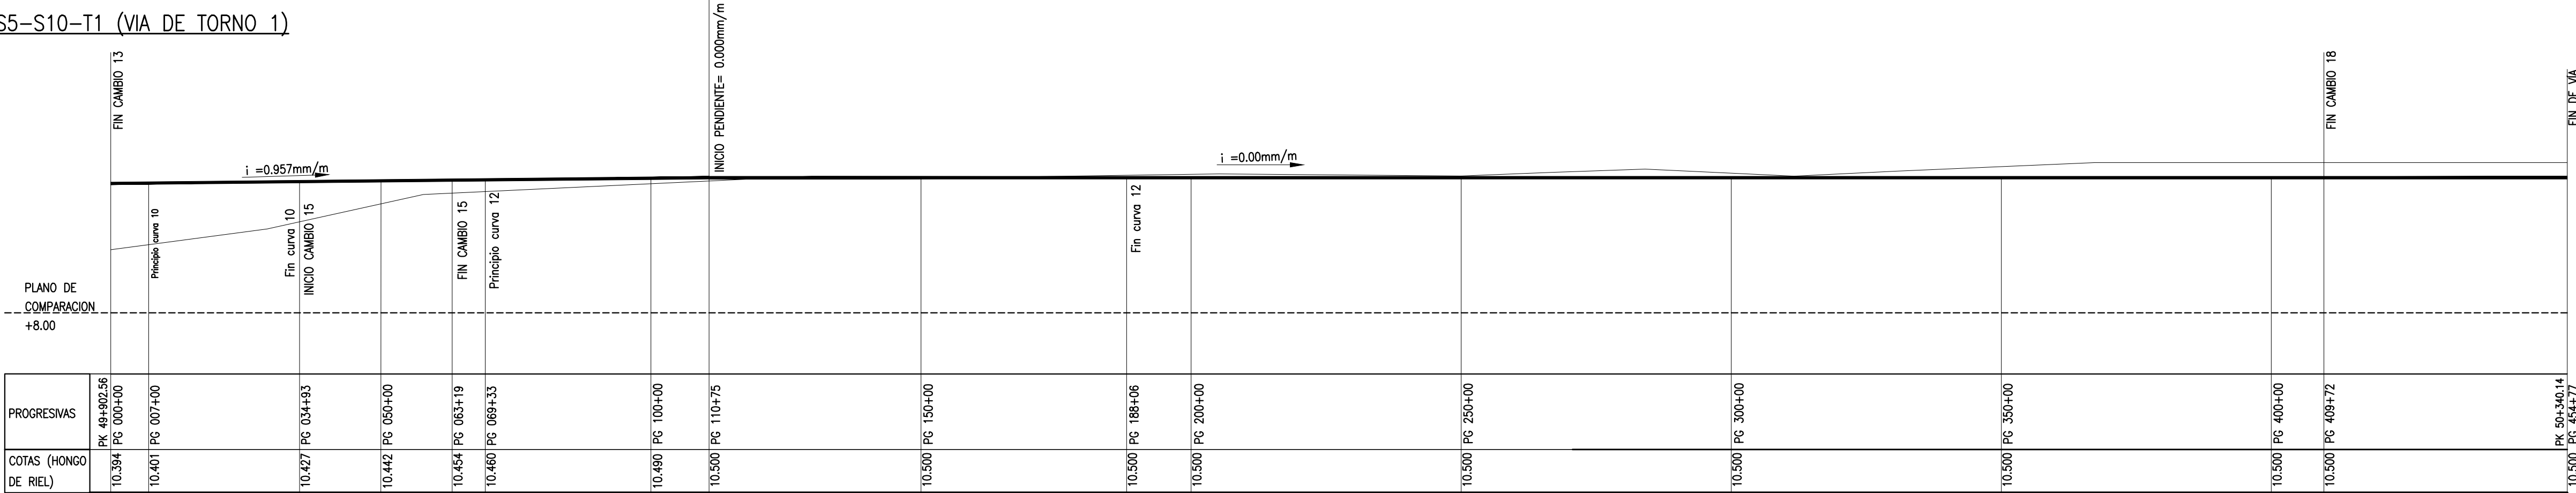 S5-S10-T1 (VIA DE TORNO 1)
FIN CAMBIO 13
INICIO PENDIENTE= 0.000mm/m
FIN CAMBIO 18
FIN DE VIA
i =0.957mm/m
i =0.00mm/m
Principio curva 10
Fin curva 10
INICIO CAMBIO 15
FIN CAMBIO 15
Principio curva 12
Fin curva 12
PLANO DE
COMPARACION
+8.00
PROGRESIVAS
PK 49+902.56
PG 000+00
PG 007+00
PG 034+93
PG 050+00
PG 063+19
PG 069+33
PG 100+00
PG 110+75
PG 150+00
PG 188+06
PG 200+00
PG 250+00
PG 300+00
PG 350+00
PG 400+00
PG 409+72
PK 50+340.14
PG 454+77
COTAS (HONGO
DE RIEL)
10.394
10.401
10.427
10.442
10.454
10.460
10.490
10.500
10.500
10.500
10.500
10.500
10.500
10.500
10.500
10.500
10.500